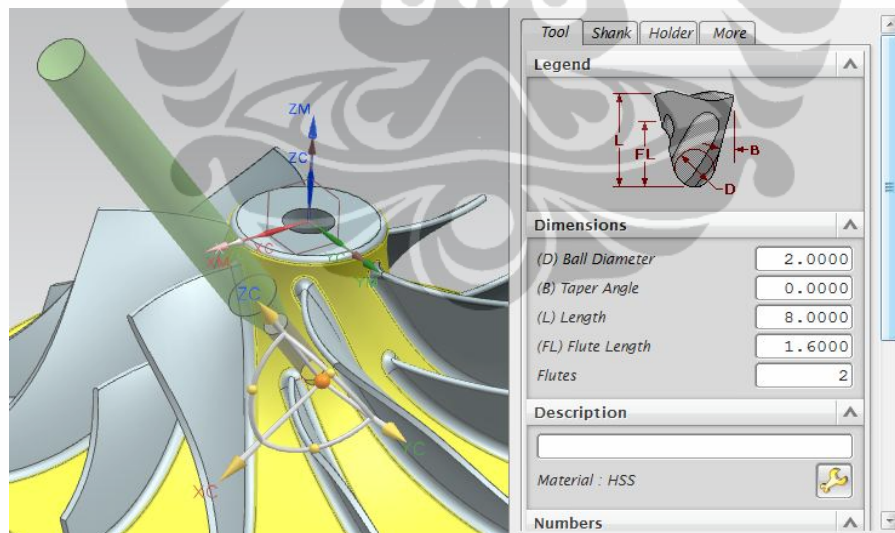 ZM
ZC
XM
XC
YC
YM
ZC
XC
YC
Tool Shank Holder More
Legend
L
FL
B
D
Dimensions
(D) Ball Diameter 2.0000
(B) Taper Angle 0.0000
(L) Length 8.0000
(FL) Flute Length 1.6000
Flutes 2
Description
Material : HSS
Numbers